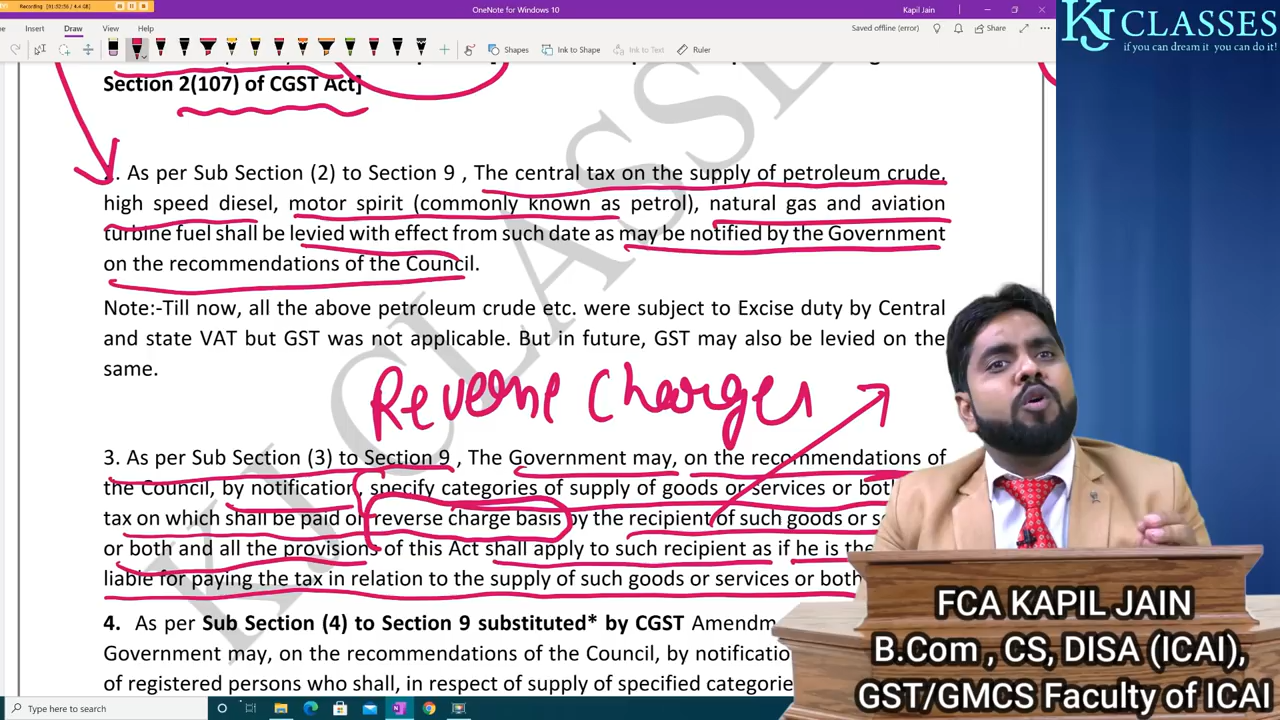 Recording | 01:52:56 / 4.4 GB
OneNote for Windows 10
Kapil Jain
Insert Draw View Help
Saved offline (error)
Share
Shapes Ink to Shape Ink to Text Ruler
KJ CLASSES
if you can dream it you can do it!
Section 2(107) of CGST Act]
2. As per Sub Section (2) to Section 9 , The central tax on the supply of petroleum crude,
high speed diesel, motor spirit (commonly known as petrol), natural gas and aviation
turbine fuel shall be levied with effect from such date as may be notified by the Government
on the recommendations of the Council.
Note:-Till now, all the above petroleum crude etc. were subject to Excise duty by Central
and state VAT but GST was not applicable. But in future, GST may also be levied on the
same.
Reverse Charges
3. As per Sub Section (3) to Section 9 , The Government may, on the recommendations of
the Council, by notification, specify categories of supply of goods or services or both
tax on which shall be paid on reverse charge basis by the recipient of such goods or
or both and all the provisions of this Act shall apply to such recipient as if he is the
liable for paying the tax in relation to the supply of such goods or services or both
4. As per Sub Section (4) to Section 9 substituted* by CGST
Government may, on the recommendations of the Council, by
of registered persons who shall, in respect of supply of specified
KJ CLASSES
FCA KAPIL JAIN
B.Com , CS, DISA (ICAI),
GST/GMCS Faculty of ICAI
Type here to search